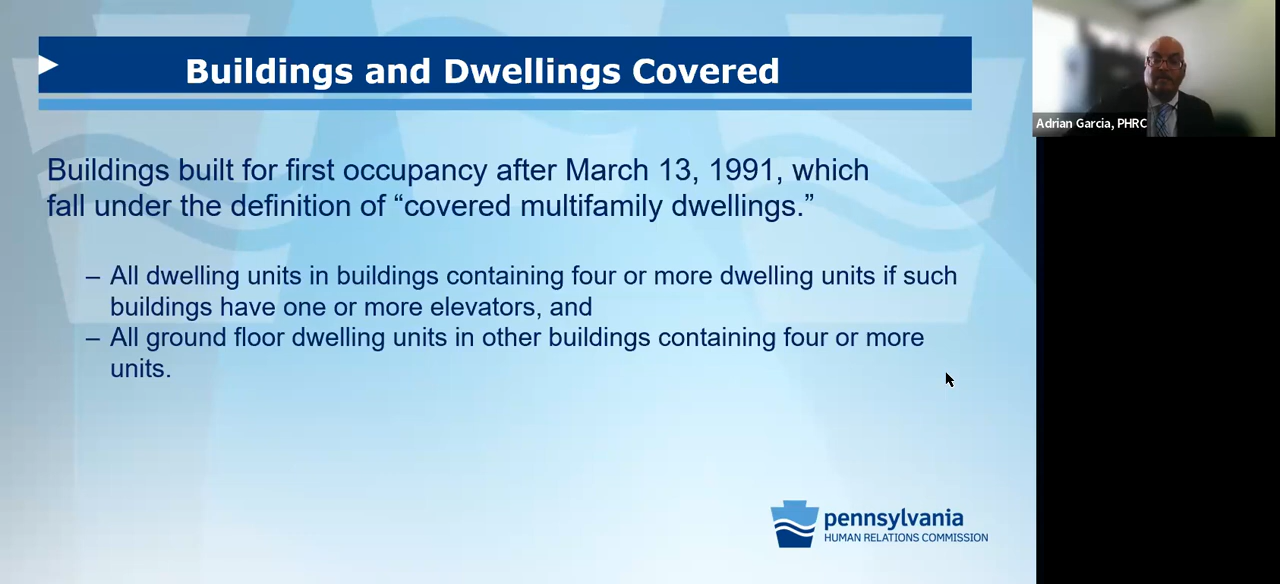 Buildings and Dwellings Covered
Adrian Garcia, PHRC
Buildings built for first occupancy after March 13, 1991, which
fall under the definition of “covered multifamily dwellings.”
– All dwelling units in buildings containing four or more dwelling units if such
buildings have one or more elevators, and
– All ground floor dwelling units in other buildings containing four or more
units.
pennsylvania
HUMAN RELATIONS COMMISSION